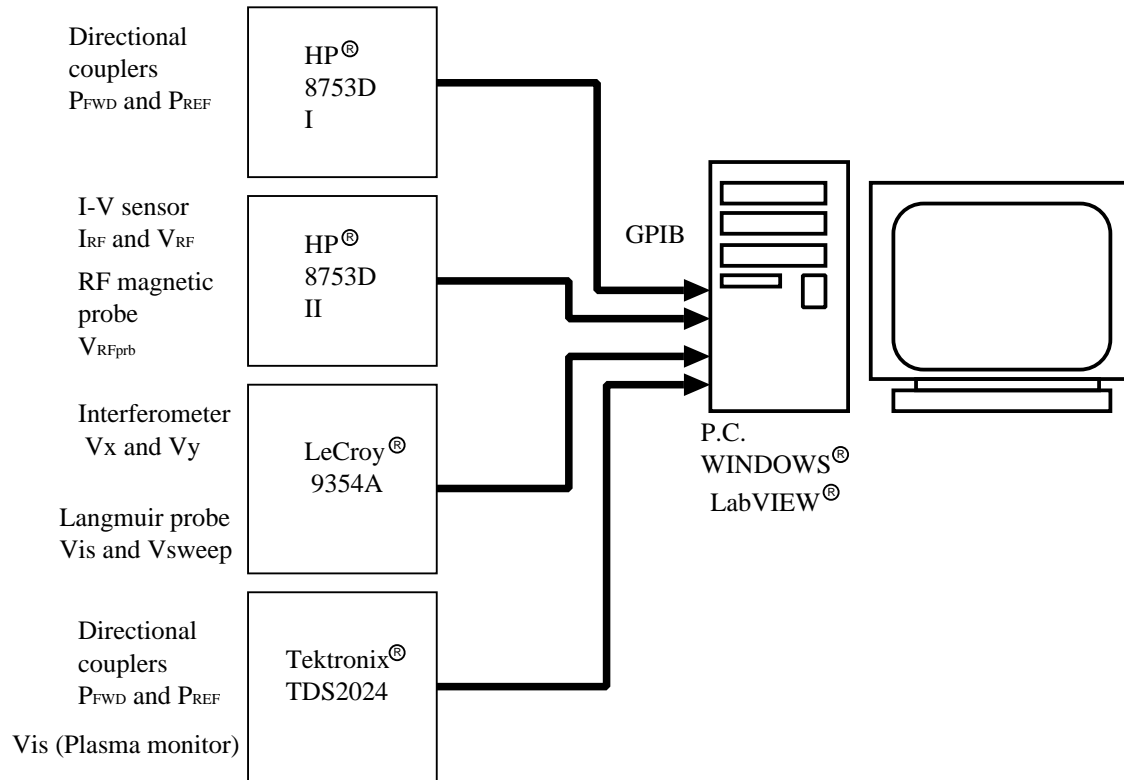 Directional
couplers
PFWD and PREF
HP®
8753D
I
I-V sensor
IRF and VRF
RF magnetic
probe
VRFprb
HP®
8753D
II
Interferometer
Vx and Vy
Langmuir probe
Vis and Vsweep
LeCroy®
9354A
Directional
couplers
PFWD and PREF
Vis (Plasma monitor)
Tektronix®
TDS2024
GPIB
P.C.
WINDOWS®
LabVIEW®